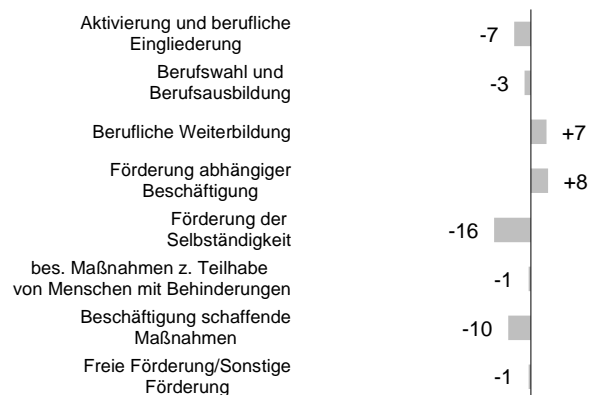 Aktivierung und berufliche
Eingliederung
-7
Berufswahl und
Berufsausbildung
-3
Berufliche Weiterbildung
+7
Förderung abhängiger
Beschäftigung
+8
Förderung der
Selbständigkeit
-16
bes. Maßnahmen z. Teilhabe
von Menschen mit Behinderungen
-1
Beschäftigung schaffende
Maßnahmen
-10
Freie Förderung/Sonstige
Förderung
-1